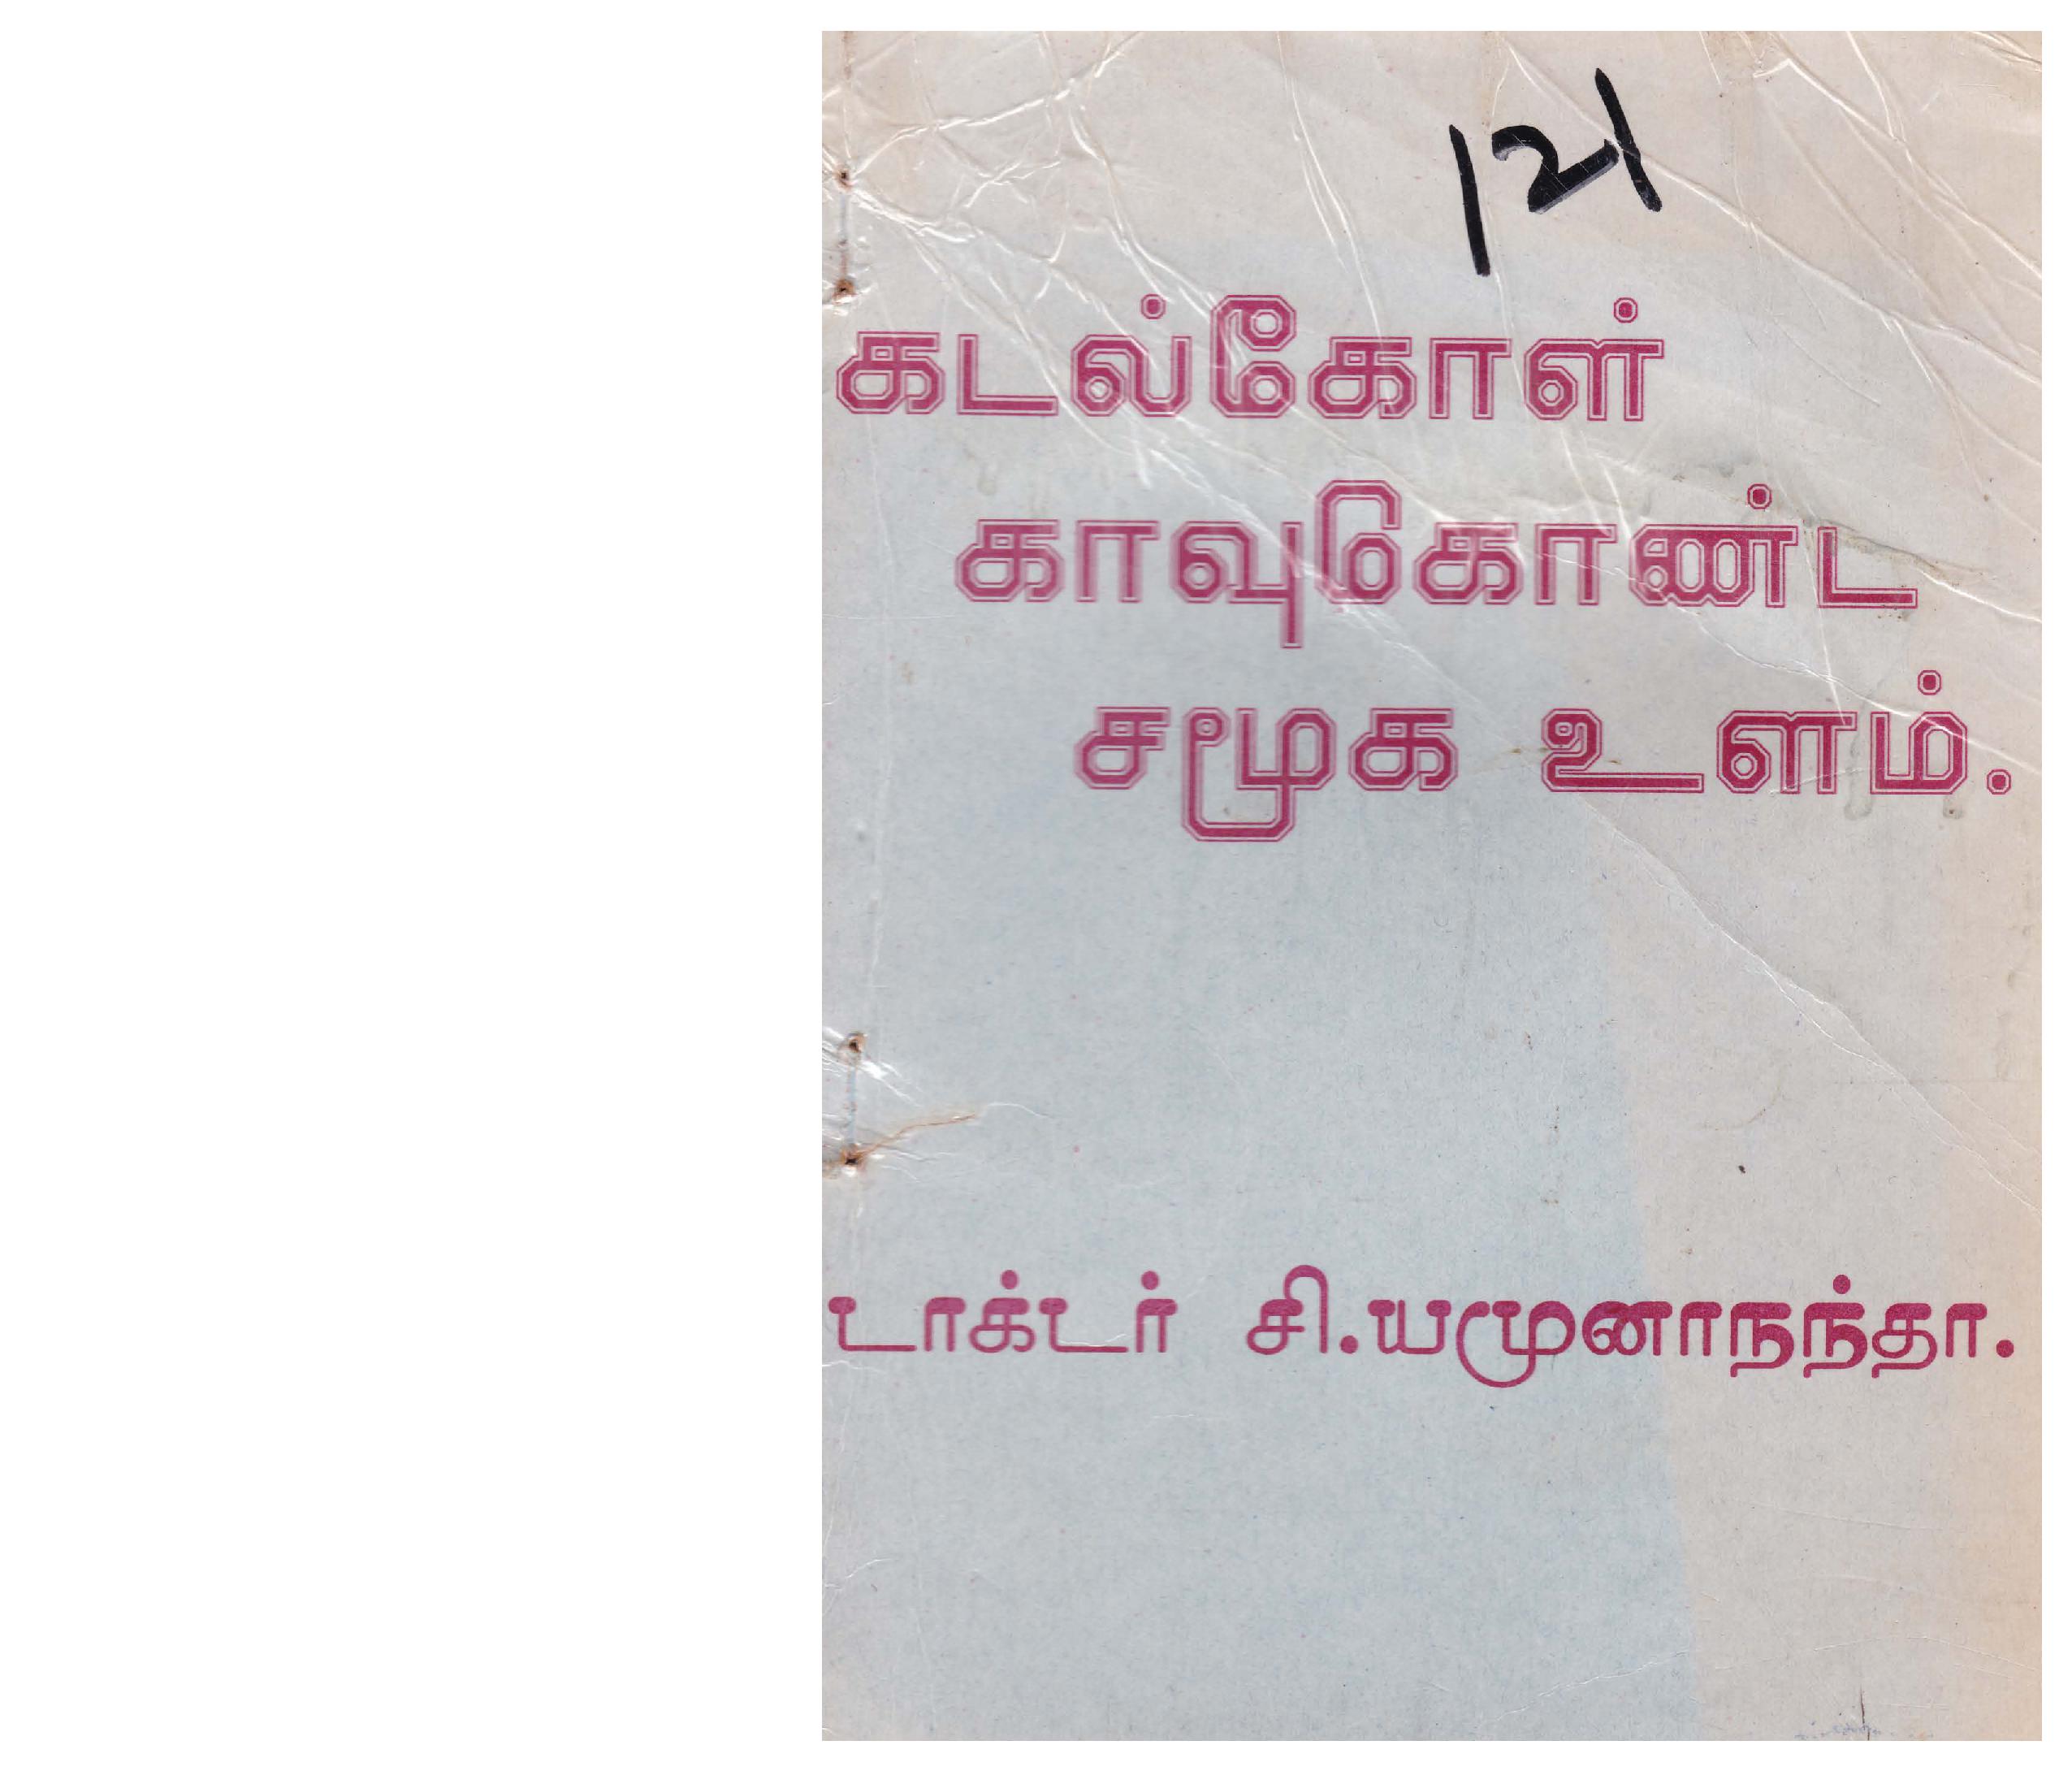 121
கடல்கோள்
காவுகொண்ட
சமூக உளம்.
டாக்டர் சி.யமுனாநந்தா.